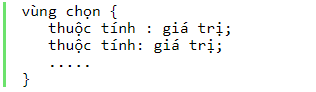 vùng chọn {
thuộc tính : giá trị;
thuộc tính: giá trị;
.....
}